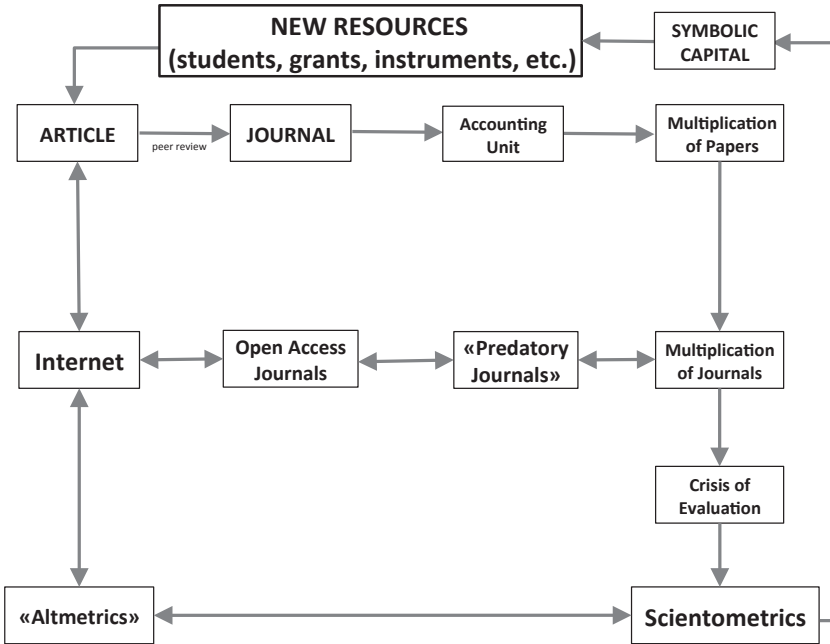 NEW RESOURCES
(students, grants, instruments, etc.)
SYMBOLIC
CAPITAL
ARTICLE
peer review
JOURNAL
Accounting
Unit
Multiplication
of Papers
Internet
Open Access
Journals
«Predatory
Journals»
Multiplication
of Journals
Crisis of
Evaluation
«Altmetrics»
Scientometrics